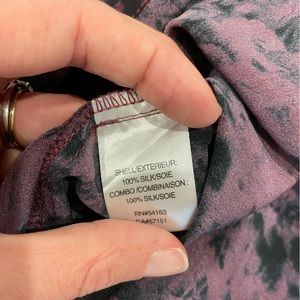 SHELL/EXTERIEUR:
100% SILK/SOIE
COMBO/COMBINAISON:
100% SILK/SOIE
RN#54163
CA#57151